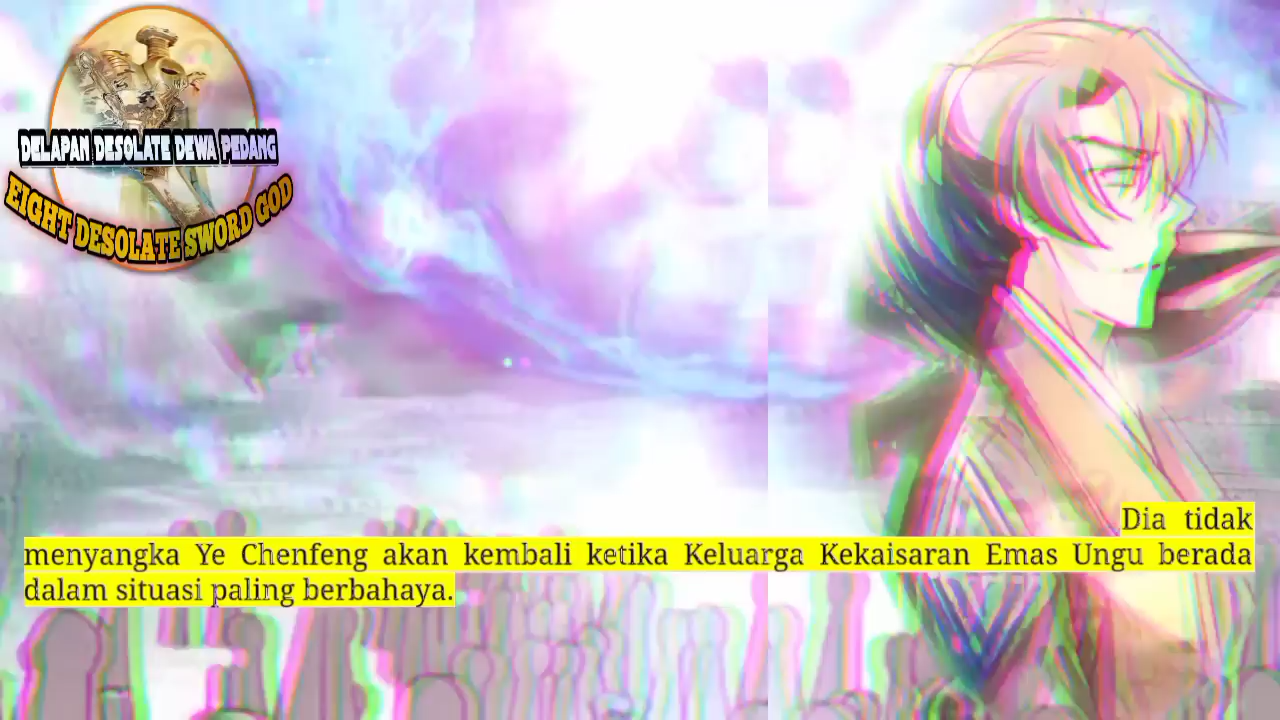 DELAPAN DESOLATE DEWA PEDANG
EIGHT DESOLATE SWORD GOD
Dia tidak
menyangka Ye Chenfeng akan kembali ketika Keluarga Kekaisaran Emas Ungu berada
dalam situasi paling berbahaya.